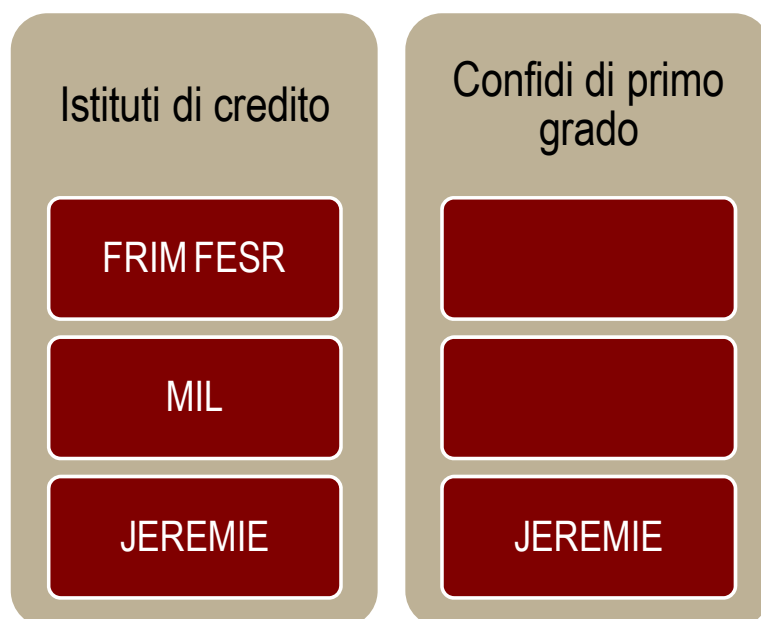 Istituti di credito
FRIM FESR
MIL
JEREMIE
Confidi di primo
grado
JEREMIE